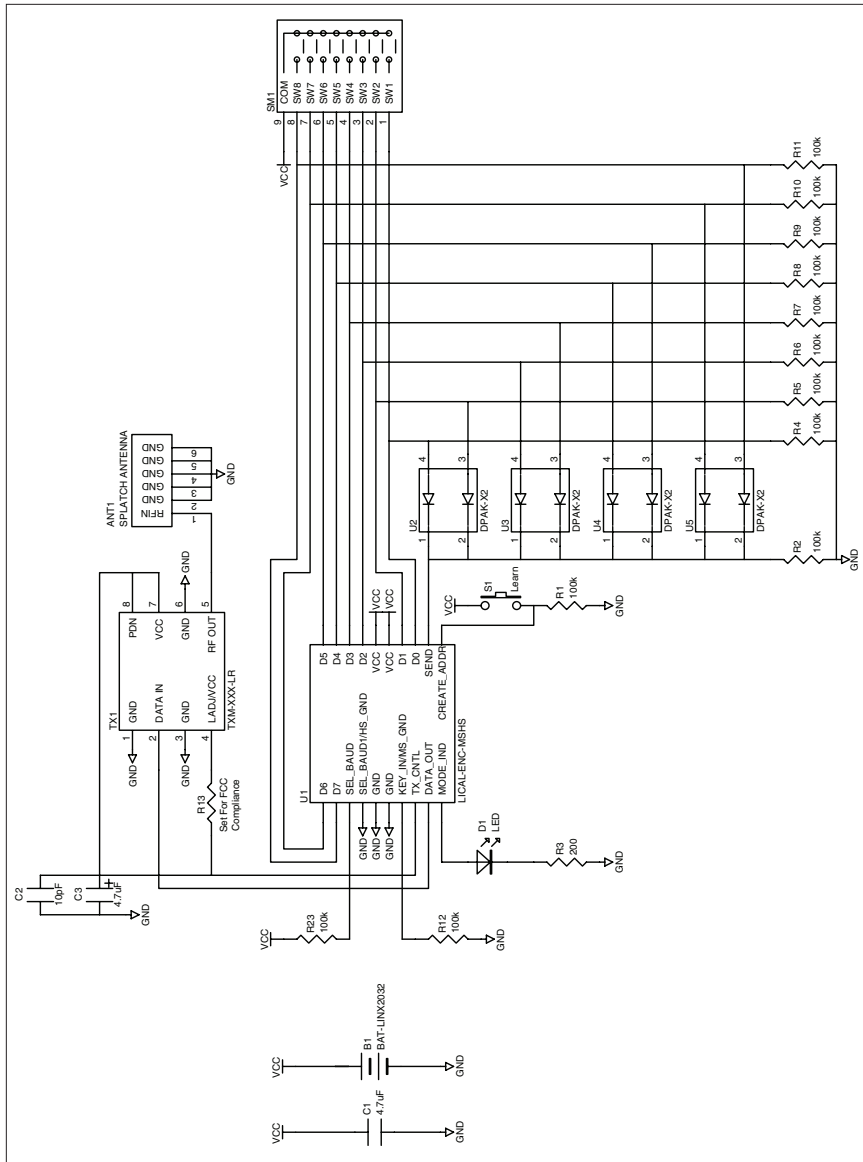 SM1
COM
SW8
SW7
SW6
SW5
SW4
SW3
SW2
SW1
9
8
7
6
5
4
3
2
1
VCC
R11
100k
R10
100k
R9
100k
R8
100k
R7
100k
R6
100k
R5
100k
R4
100k
ANT1
SPLATCH ANTENNA
GND
GND
GND
GND
GND
RFIN
6
5
4
3
2
1
GND
TX1
GND
DATA IN
GND
LADJ/VCC
PDN
VCC
GND
RF OUT
TXM-XXX-LR
1
2
3
4
8
7
6
5
GND
GND
GND
R13
Set For FCC
Compliance
C2
10pF
C3
4.7uF
+
GND
U2
1
2
4
3
DPAK-X2
U3
1
2
4
3
DPAK-X2
U4
1
2
4
3
DPAK-X2
U5
1
2
4
3
DPAK-X2
R2
100k
GND
VCC
S1
Learn
R1
100k
GND
U1
D6
D7
SEL_BAUD
SEL_BAUD1/HS_GND
GND
GND
KEY_IN/MS_GND
TX_CNTL
DATA_OUT
MODE_IND
D5
D4
D3
D2
VCC
VCC
D1
D0
SEND
CREATE_ADDR
LICAL-ENC-MSHS
VCC
VCC
GND
GND
GND
D1
LED
R3
200
GND
VCC
R23
100k
R12
100k
GND
VCC
B1
BAT-LINX2032
GND
VCC
C1
4.7uF
GND